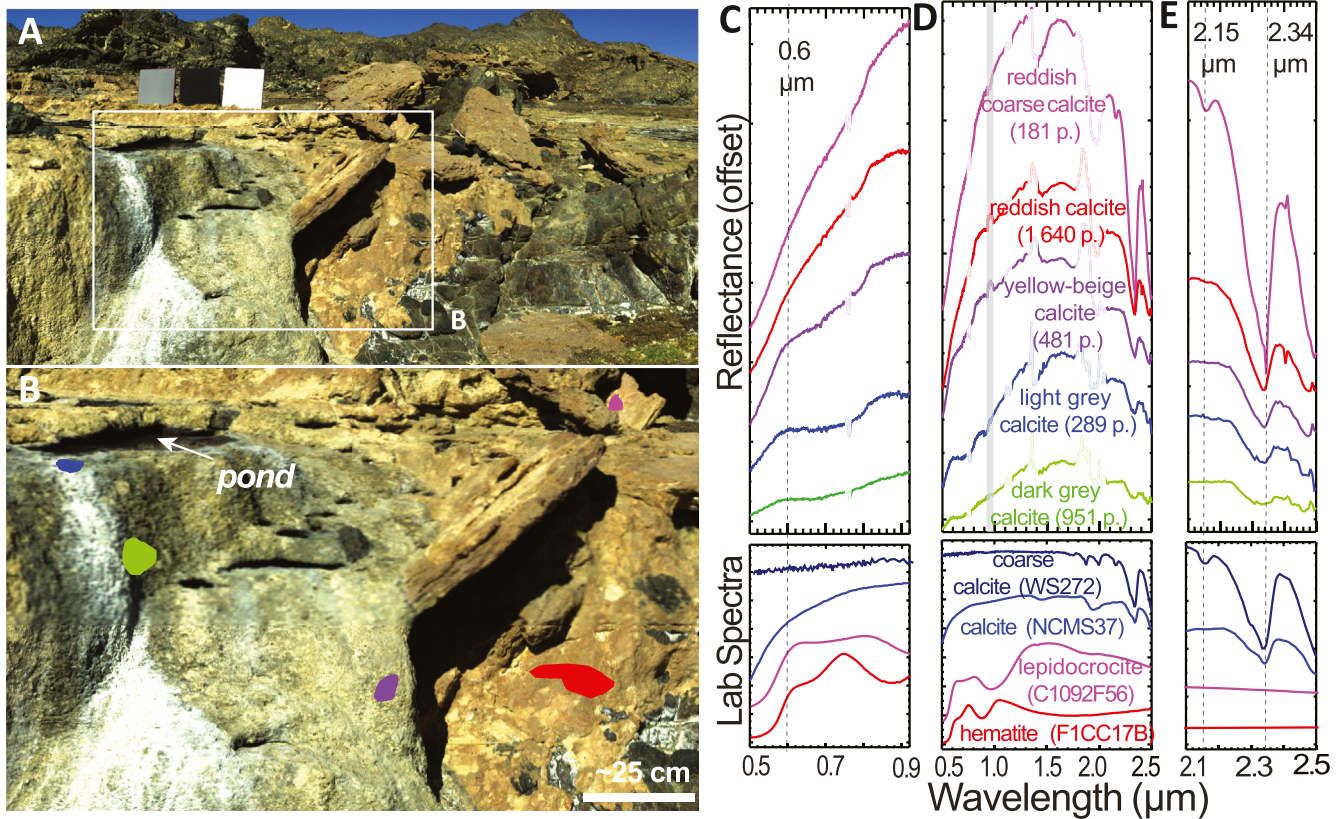 A
B
B
pond
~25 cm
C
D
E
0.6
µm
2.15
µm
2.34
µm
Reflectance (offset)
reddish
coarse calcite
(181 p.)
reddish calcite
(1 640 p.)
yellow-beige
calcite
(481 p.)
light grey
calcite (289 p.)
dark grey
calcite (951 p.)
Lab Spectra
coarse
calcite (WS272)
calcite (NCMS37)
lepidocrocite
(C1092F56)
hematite (F1CC17B)
0.5 0.7 0.9
0.5 1.0 1.5 2.0 2.5
2.1 2.3 2.5
Wavelength (µm)